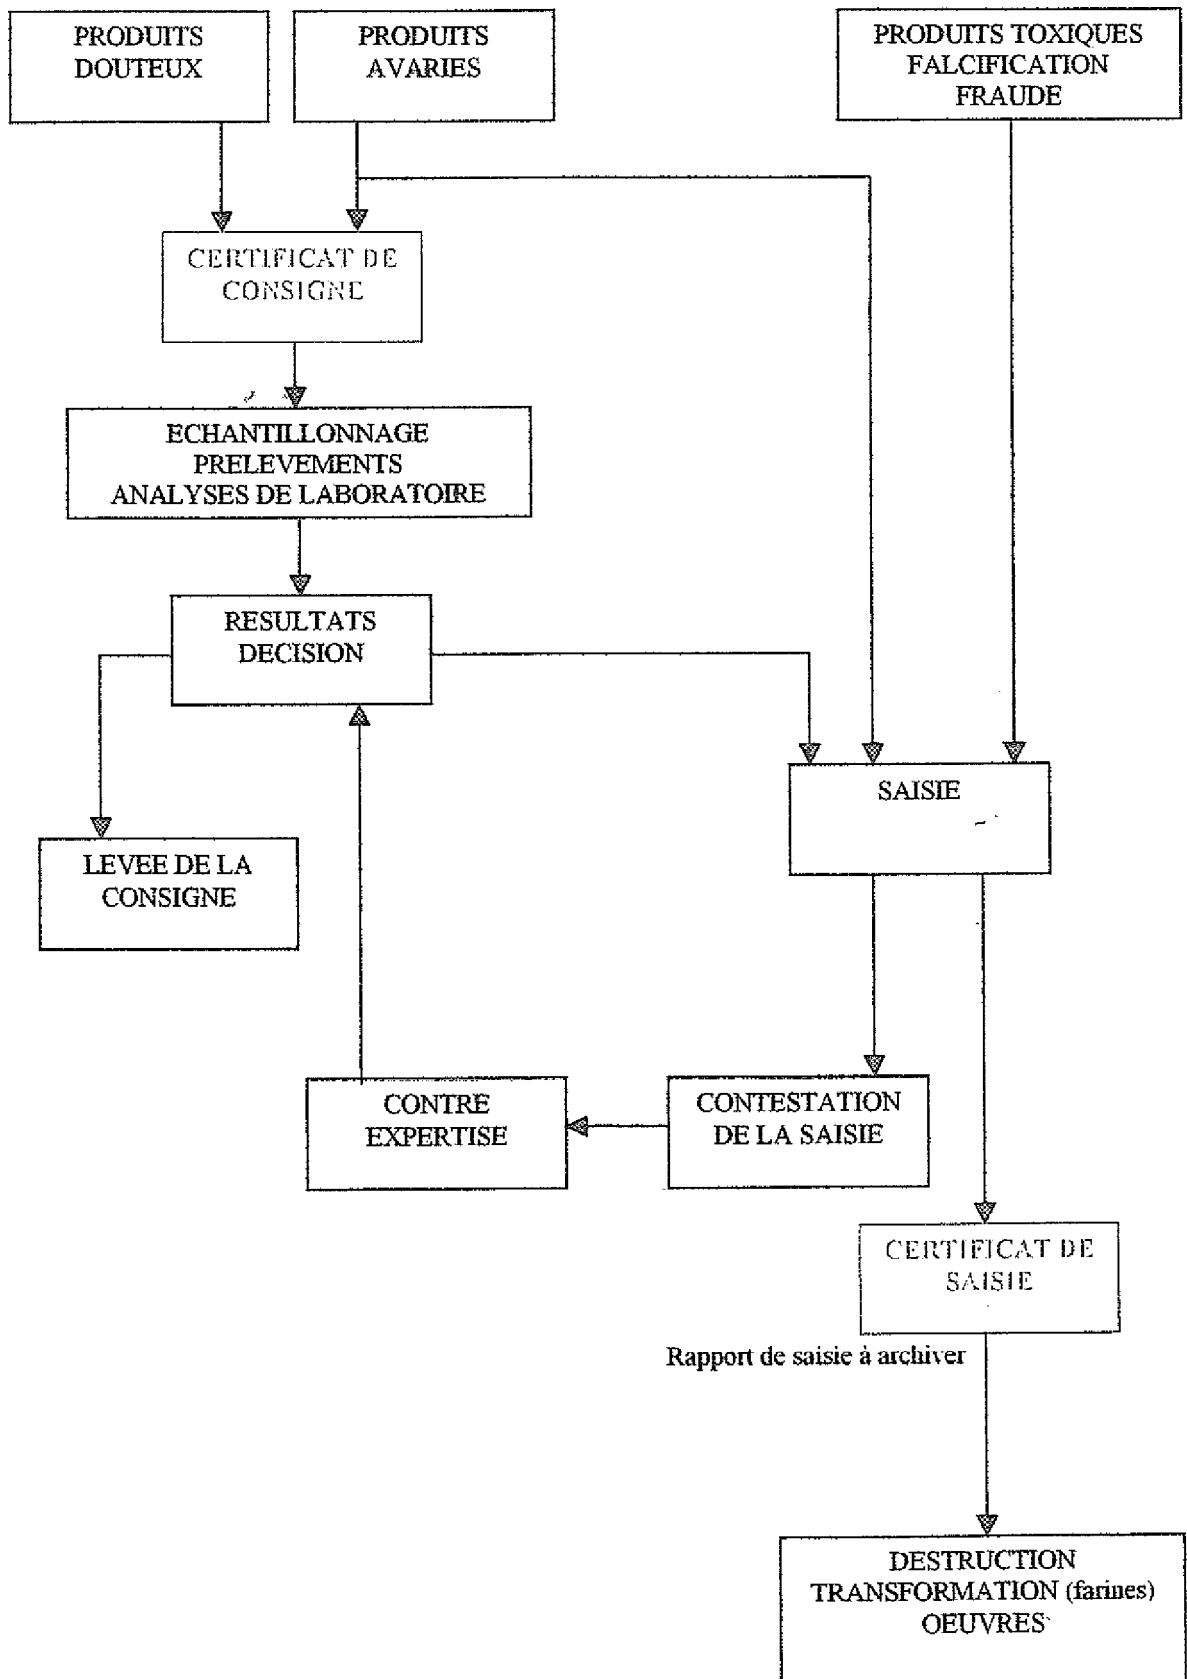 PRODUITS
DOUTEUX
PRODUITS
AVARIES
PRODUITS TOXIQUES
FALCIFICATION
FRAUDE
CERTIFICAT DE
CONSIGNE
ECHANTILLONNAGE
PRELEVEMENTS
ANALYSES DE LABORATOIRE
RESULTATS
DECISION
SAISIE
LEVEE DE LA
CONSIGNE
CONTRE
EXPERTISE
CONTESTATION
DE LA SAISIE
CERTIFICAT DE
SAISIE
Rapport de saisie à archiver
DESTRUCTION
TRANSFORMATION (farines)
OEUVRES